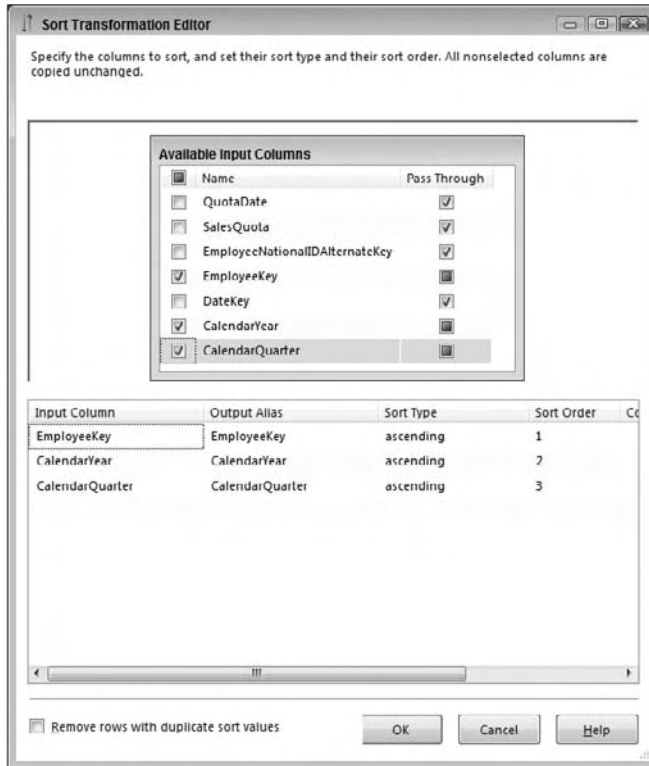 Sort Transformation Editor
Specify the columns to sort, and set their sort type and their sort order. All nonselected columns are
copied unchanged.
Available Input Columns
Name Pass Through
QuotaDate
SalesQuota
EmployeeNationalIDAlternateKey
EmployeeKey
DateKey
CalendarYear
CalendarQuarter
Input Column Output Alias Sort Type Sort Order
EmployeeKey EmployeeKey ascending 1
CalendarYear CalendarYear ascending 2
CalendarQuarter CalendarQuarter ascending 3
Remove rows with duplicate sort values OK Cancel Help